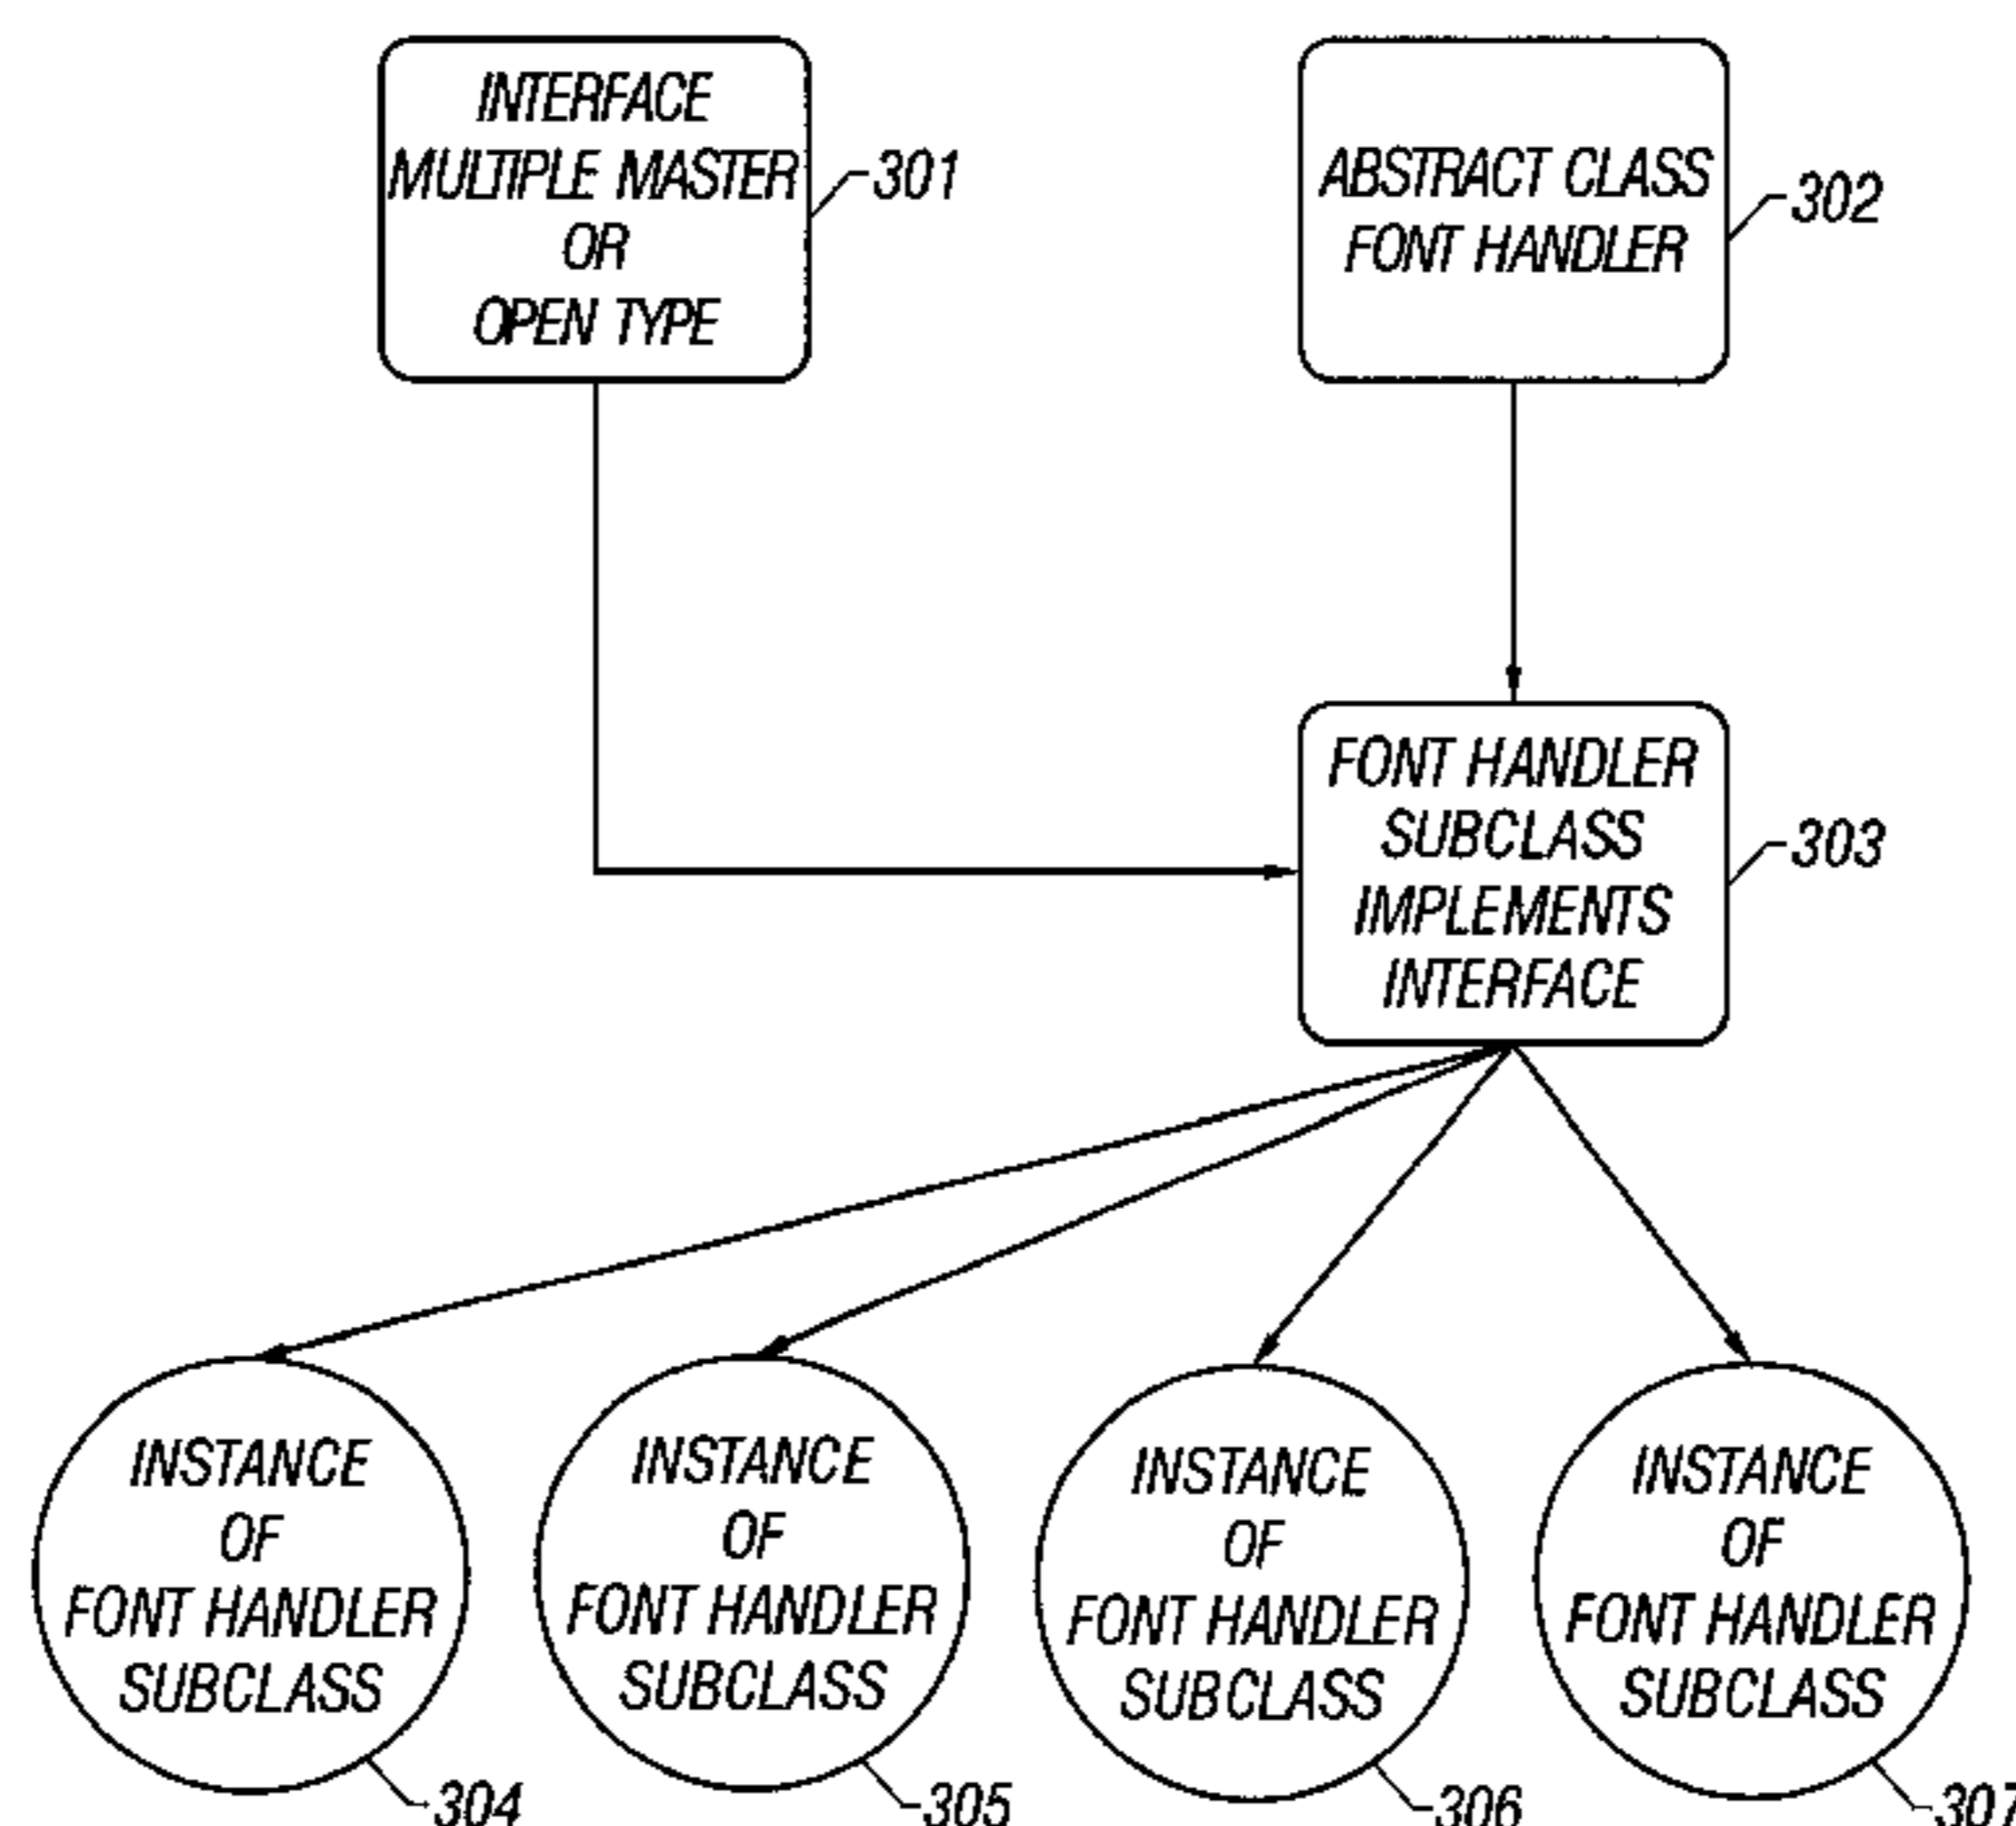 INTERFACE
MULTIPLE MASTER
OR
OPEN TYPE
301
ABSTRACT CLASS
FONT HANDLER
302
FONT HANDLER
SUBCLASS
IMPLEMENTS
INTERFACE
303
INSTANCE
OF
FONT HANDLER
SUBCLASS
304
INSTANCE
OF
FONT HANDLER
SUBCLASS
305
INSTANCE
OF
FONT HANDLER
SUBCLASS
306
INSTANCE
OF
FONT HANDLER
SUBCLASS
307